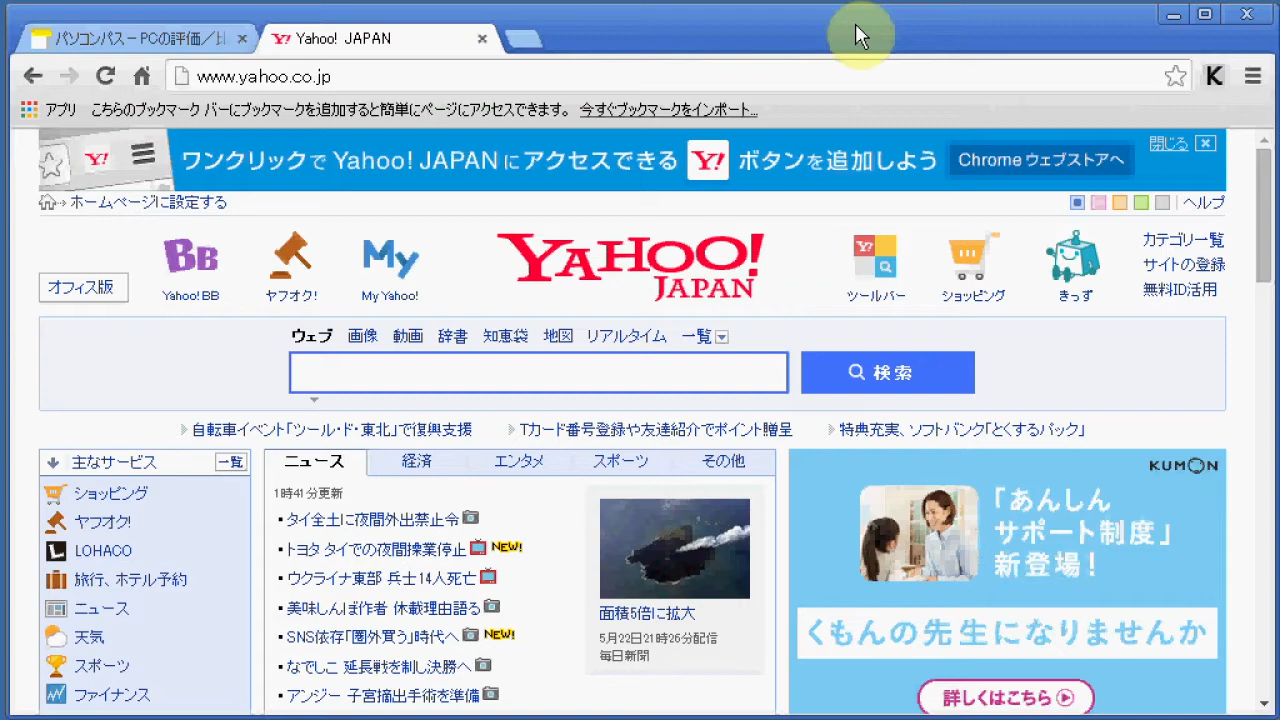 パソコンパス－PCの評価／比
Yahoo! JAPAN
www.yahoo.co.jp
アプリ こちらのブックマーク バーにブックマークを追加すると簡単にページにアクセスできます。 今すぐブックマークをインポート...
Y!
ワンクリックで Yahoo! JAPAN にアクセスできる Y! ボタンを追加しよう Chrome ウェブストアへ 閉じる
ホームページに設定する
ヘルプ
オフィス版
BB
Yahoo! BB
ヤフオク!
My
My Yahoo!
YAHOO!
JAPAN
Y!
ツールバー
ショッピング
きっず
カテゴリ一覧
サイトの登録
無料ID活用
ウェブ 画像 動画 辞書 知恵袋 地図 リアルタイム 一覧
検索
自転車イベント「ツール・ド・東北」で復興支援
Tカード番号登録や友達紹介でポイント贈呈
特典充実、ソフトバンク「とくするパック」
主なサービス 一覧
ショッピング
ヤフオク!
LOHACO
旅行、ホテル予約
ニュース
天気
スポーツ
ファイナンス
ニュース 経済 エンタメ スポーツ その他
1時41分更新
タイ全土に夜間外出禁止令
トヨタ タイでの夜間操業停止 NEW!
ウクライナ東部 兵士14人死亡
美味しんぼ作者 休載理由語る
SNS依存「圏外買う」時代へ NEW!
なでしこ 延長戦を制し決勝へ
アンジー 子宮摘出手術を準備
面積5倍に拡大
5月22日21時26分配信
毎日新聞
KUMON
「あんしん
サポート制度」
新登場！
くもんの先生になりませんか
詳しくはこちら